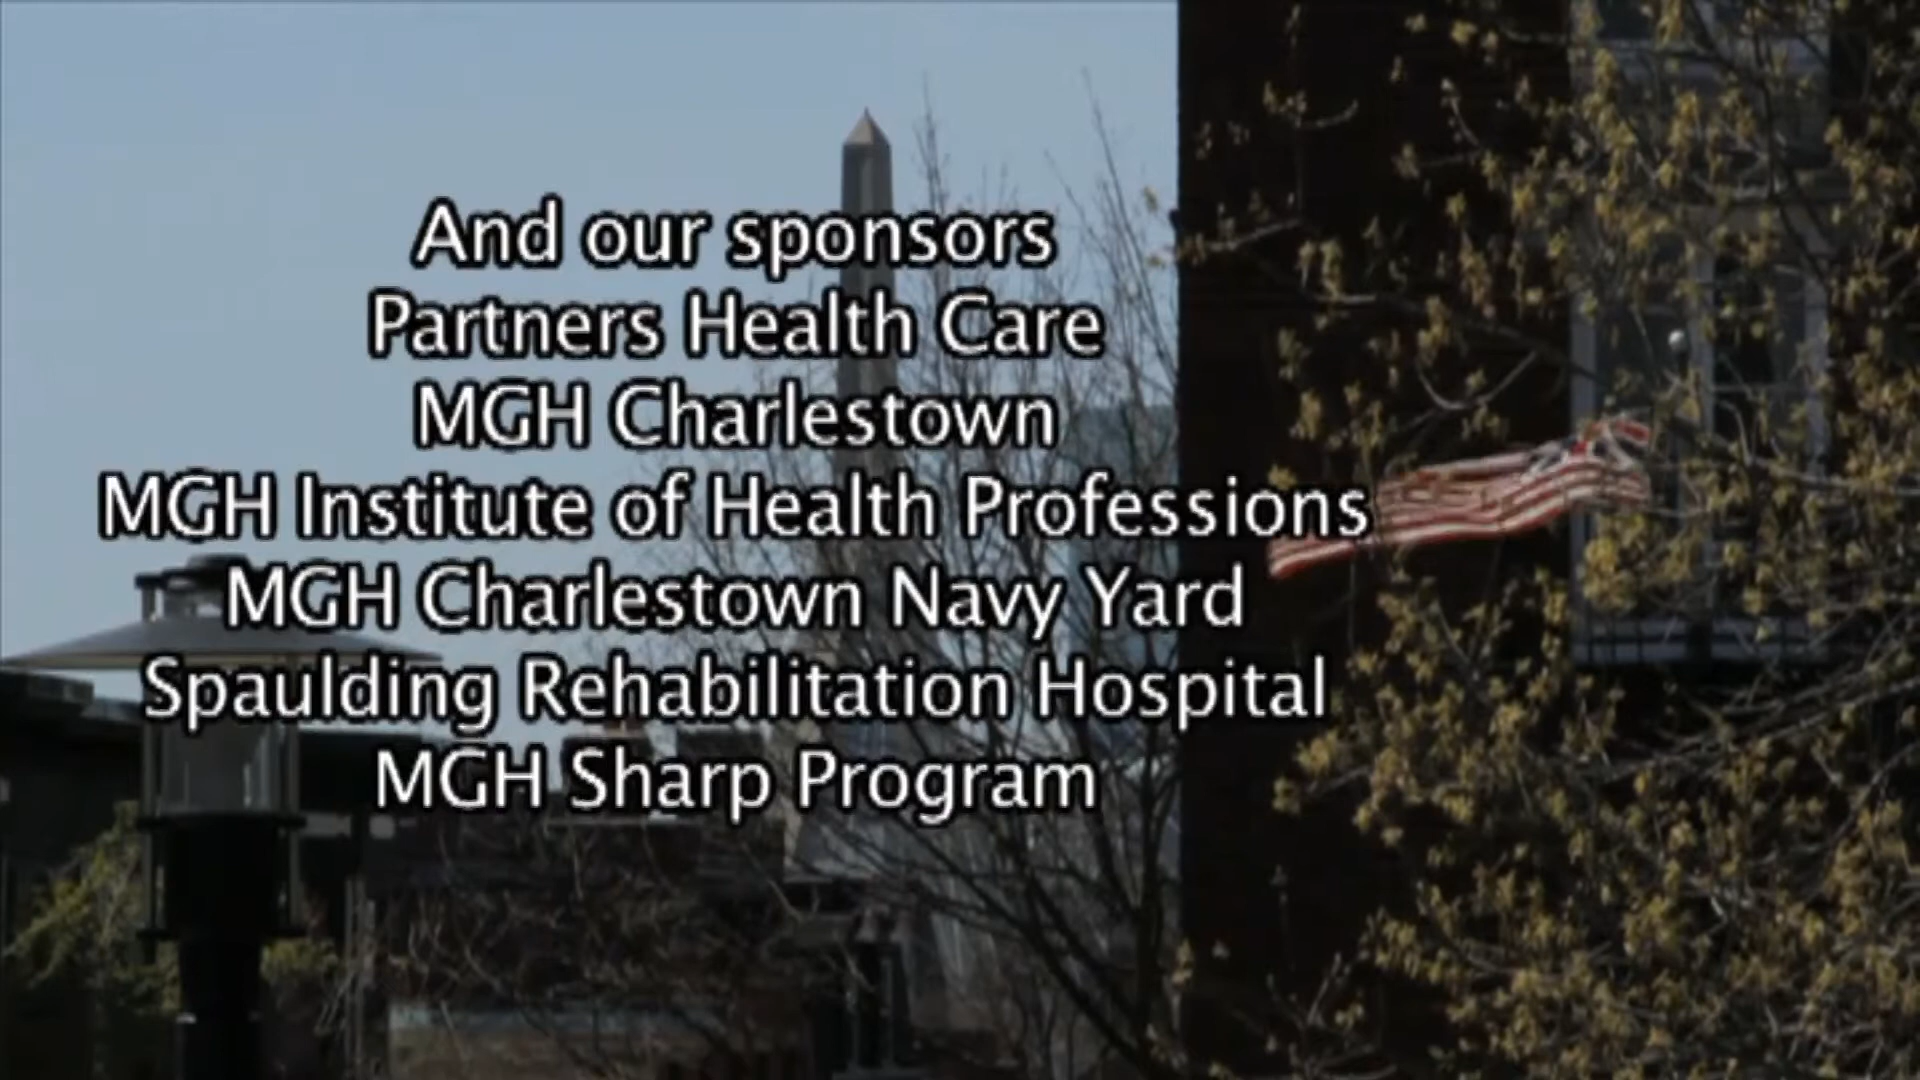 And our sponsors
Partners Health Care
MGH Charlestown
MGH Institute of Health Professions
MGH Charlestown Navy Yard
Spaulding Rehabilitation Hospital
MGH Sharp Program